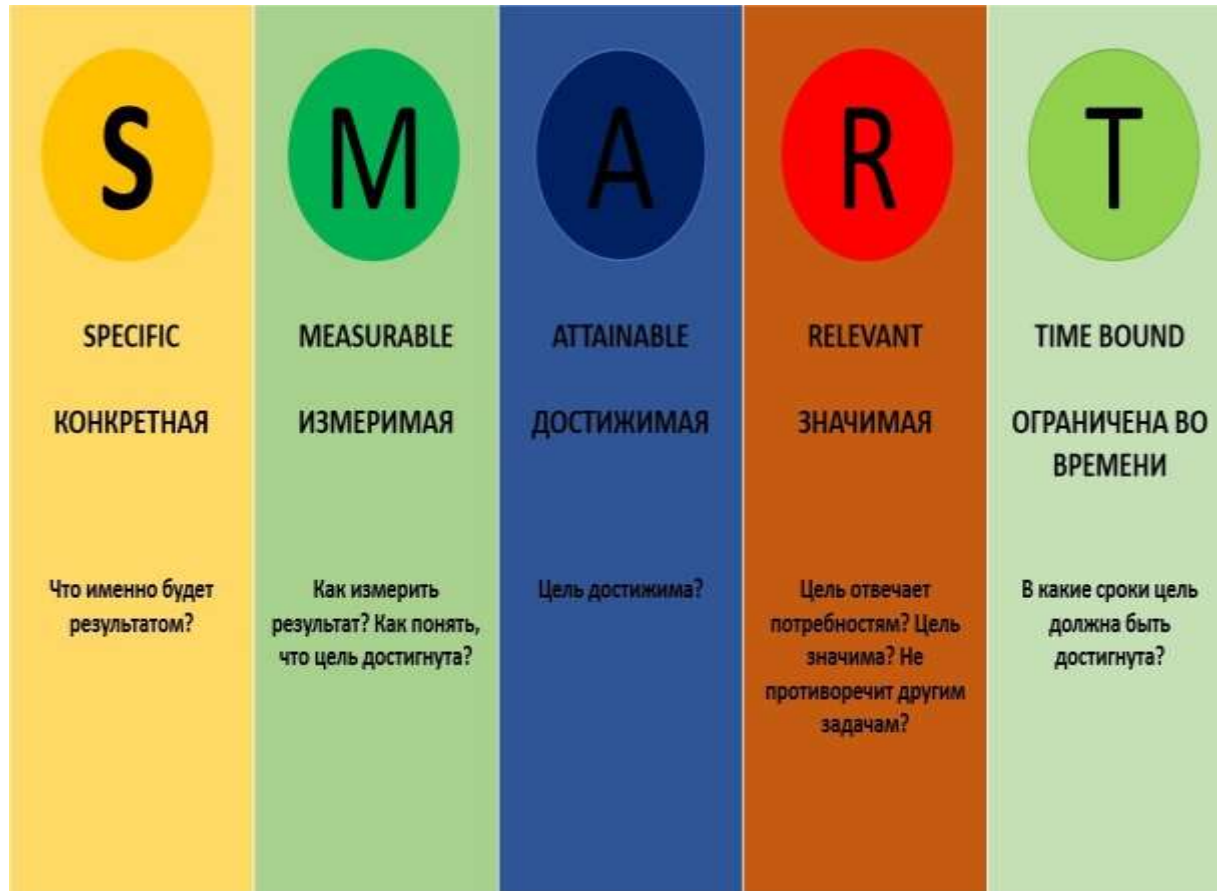 S
SPECIFIC
КОНКРЕТНАЯ
Что именно будет
результатом?
M
MEASURABLE
ИЗМЕРИМАЯ
Как измерить
результат? Как понять,
что цель достигнута?
A
ATTAINABLE
ДОСТИЖИМАЯ
Цель достижима?
R
RELEVANT
ЗНАЧИМАЯ
Цель отвечает
потребностям? Цель
значима? Не
противоречит другим
задачам?
T
TIME BOUND
ОГРАНИЧЕНА ВО
ВРЕМЕНИ
В какие сроки цель
должна быть
достигнута?